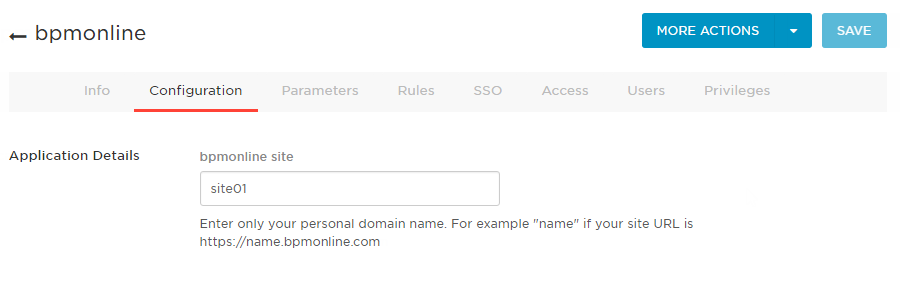 ← bpmonline
MORE ACTIONS
SAVE
Info Configuration Parameters Rules SSO Access Users Privileges
Application Details
bpmonline site
site01
Enter only your personal domain name. For example "name" if your site URL is
https://name.bpmonline.com